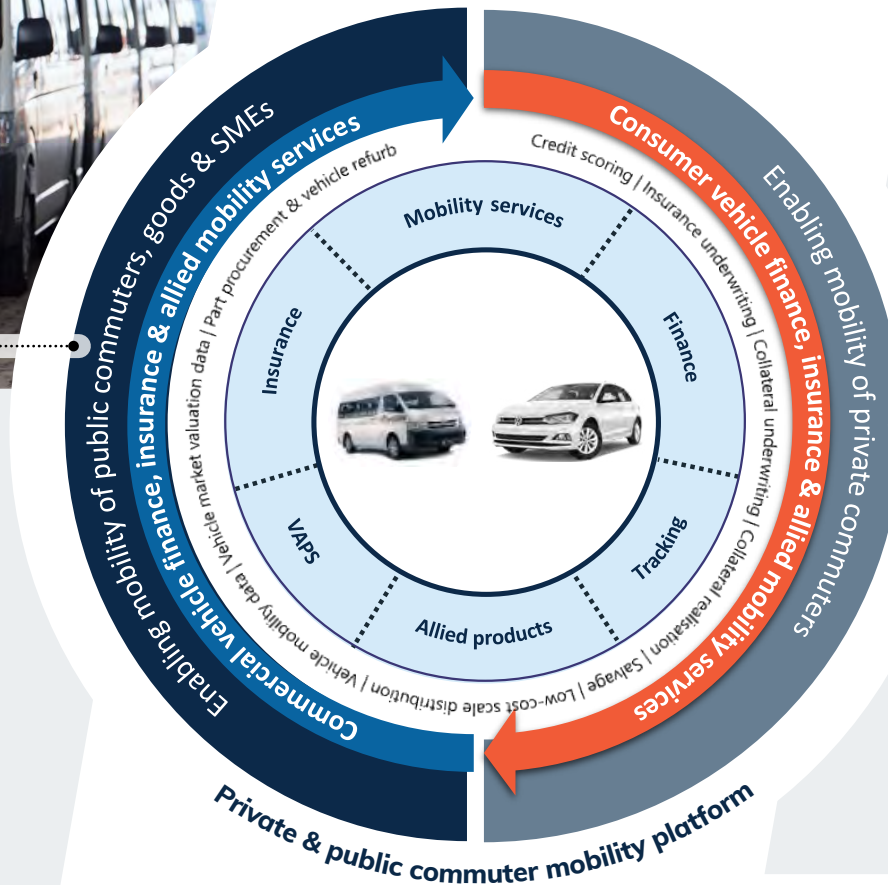 Enabling mobility of public commuters, goods & SMEs
Commercial vehicle finance, insurance & allied mobility services
Consumer vehicle finance, insurance & allied mobility services
Enabling mobility of private commuters
Credit scoring | Insurance underwriting | Collateral underwriting | Collateral realisation | Salvage | Low-cost scale distribution | Vehicle mobility data | Vehicle market valuation data | Part procurement & vehicle refurb
Mobility services
Finance
Tracking
Allied products
VAPS
Insurance
Private & public commuter mobility platform